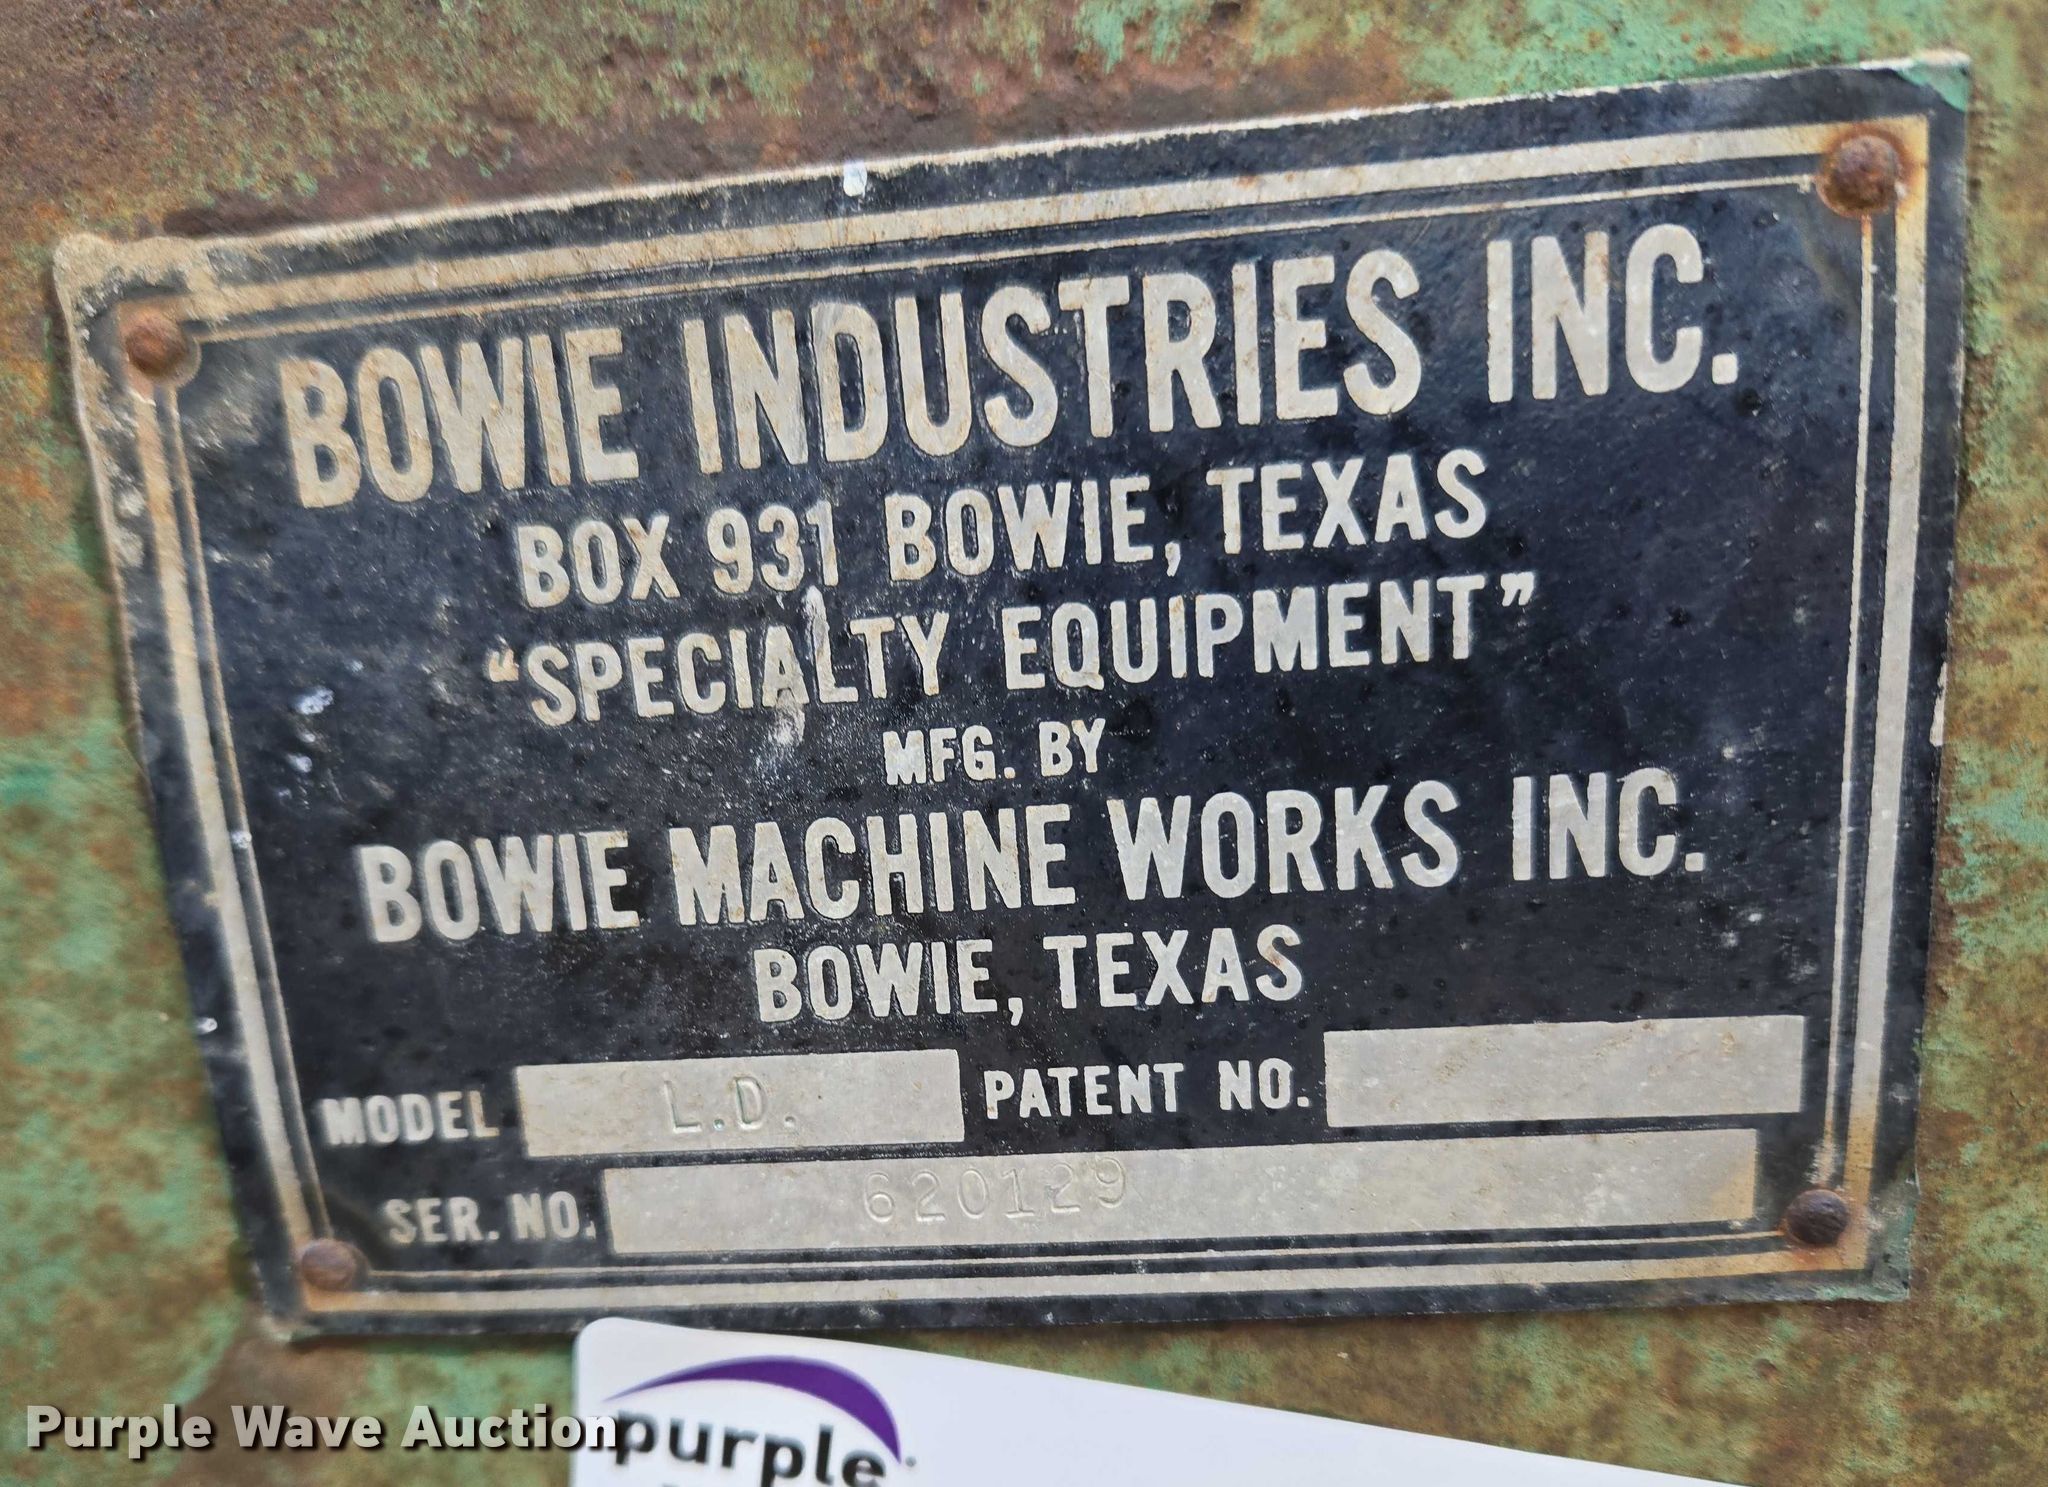 BOWIE INDUSTRIES INC.
BOX 931 BOWIE, TEXAS
"SPECIALTY EQUIPMENT"
MFG. BY
BOWIE MACHINE WORKS INC.
BOWIE, TEXAS
MODEL L.D. PATENT NO.
SER. NO. 620129
Purple Wave Auction
purple